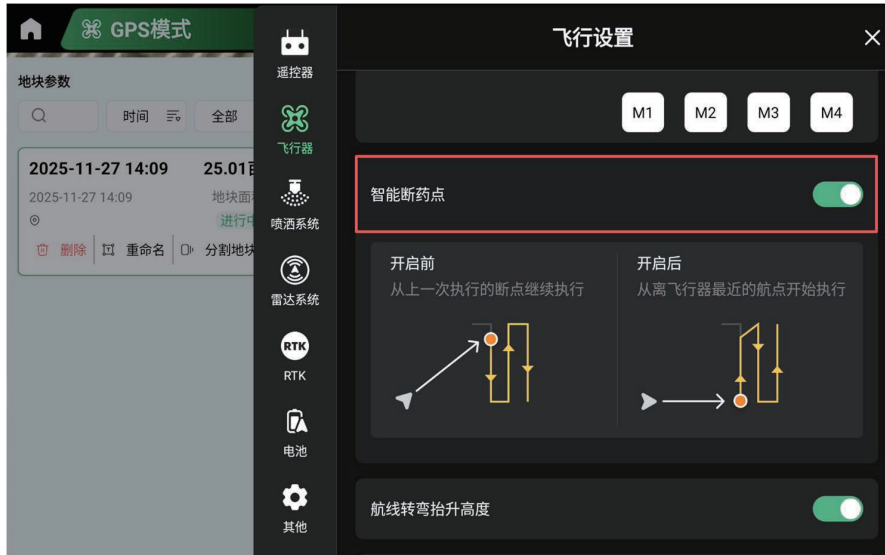 GPS模式
地块参数
时间
全部
2025-11-27 14:09
25.01
2025-11-27 14:09
地块面
进行中
删除
重命名
分割地块
遥控器
飞行器
喷洒系统
雷达系统
RTK
RTK
电池
其他
飞行设置
M1 M2 M3 M4
智能断药点
开启前
从上一次执行的断点继续执行
开启后
从离飞行器最近的航点开始执行
航线转弯抬升高度